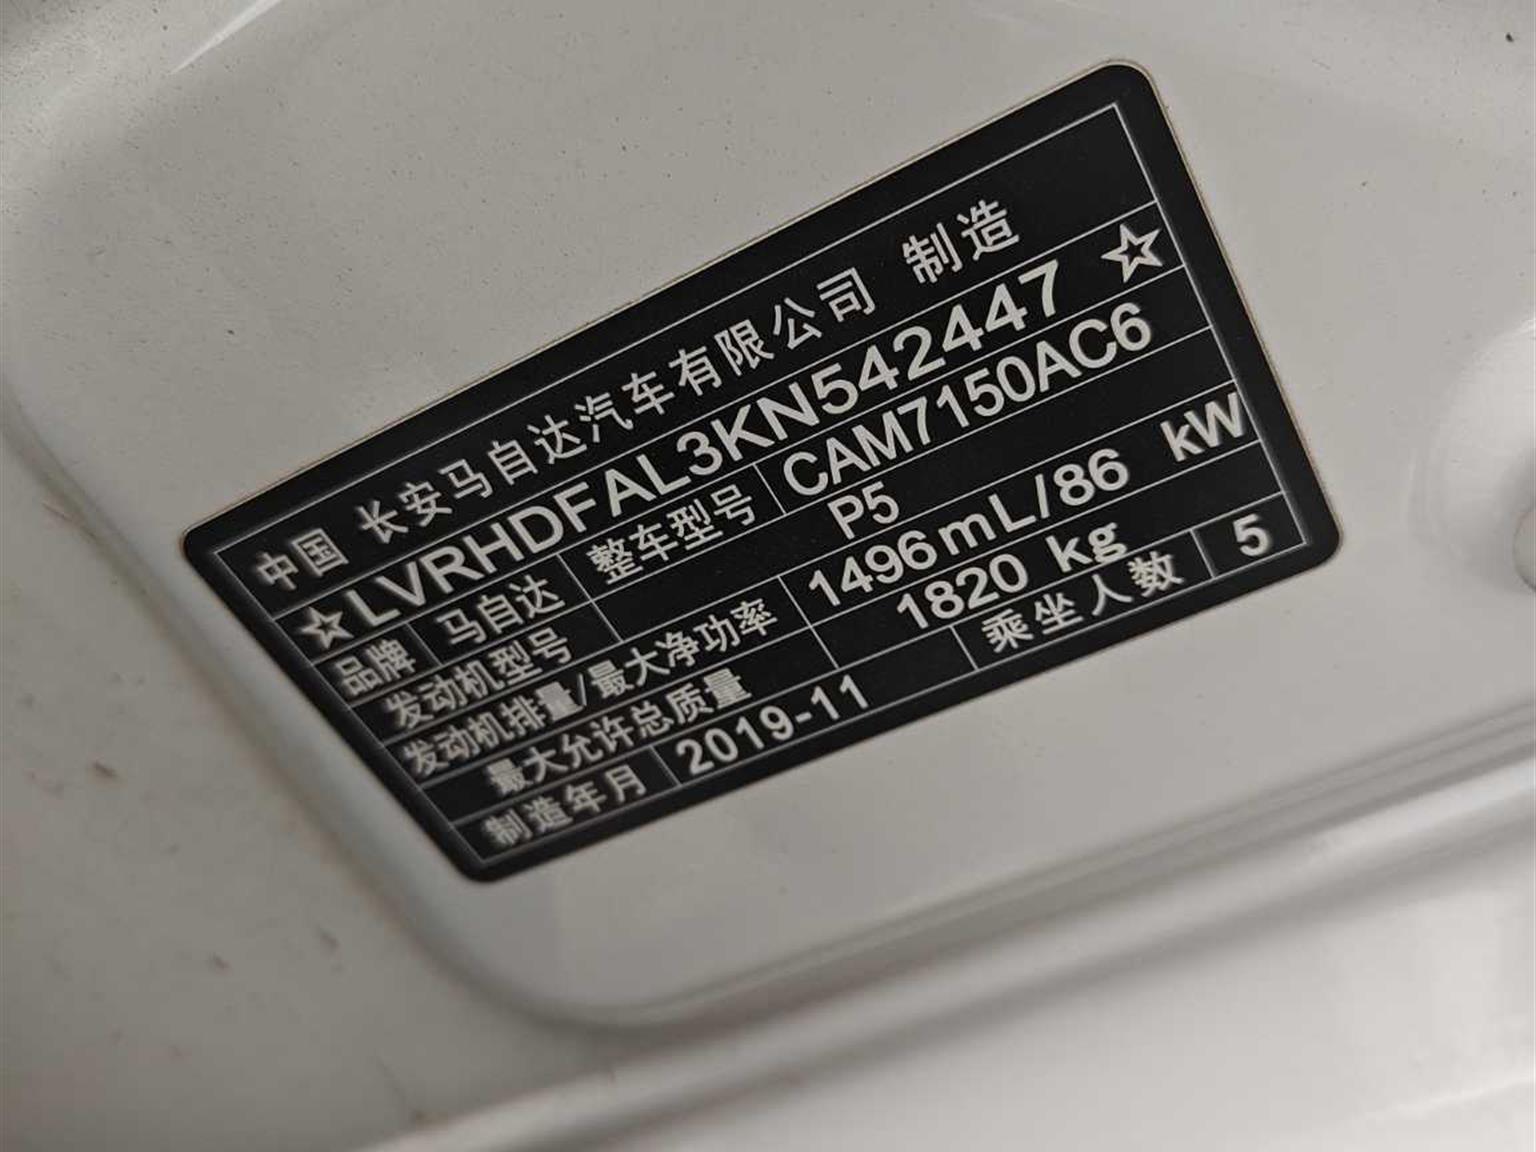 中国 长安马自达汽车有限公司 制造
☆LVRHDFAL3KN542447☆
品牌 马自达 整车型号 CAM7150AC6
发动机型号 P5
发动机排量/最大净功率 1496mL/86 kW
最大允许总质量 1820 kg
制造年月 2019-11 乘坐人数 5